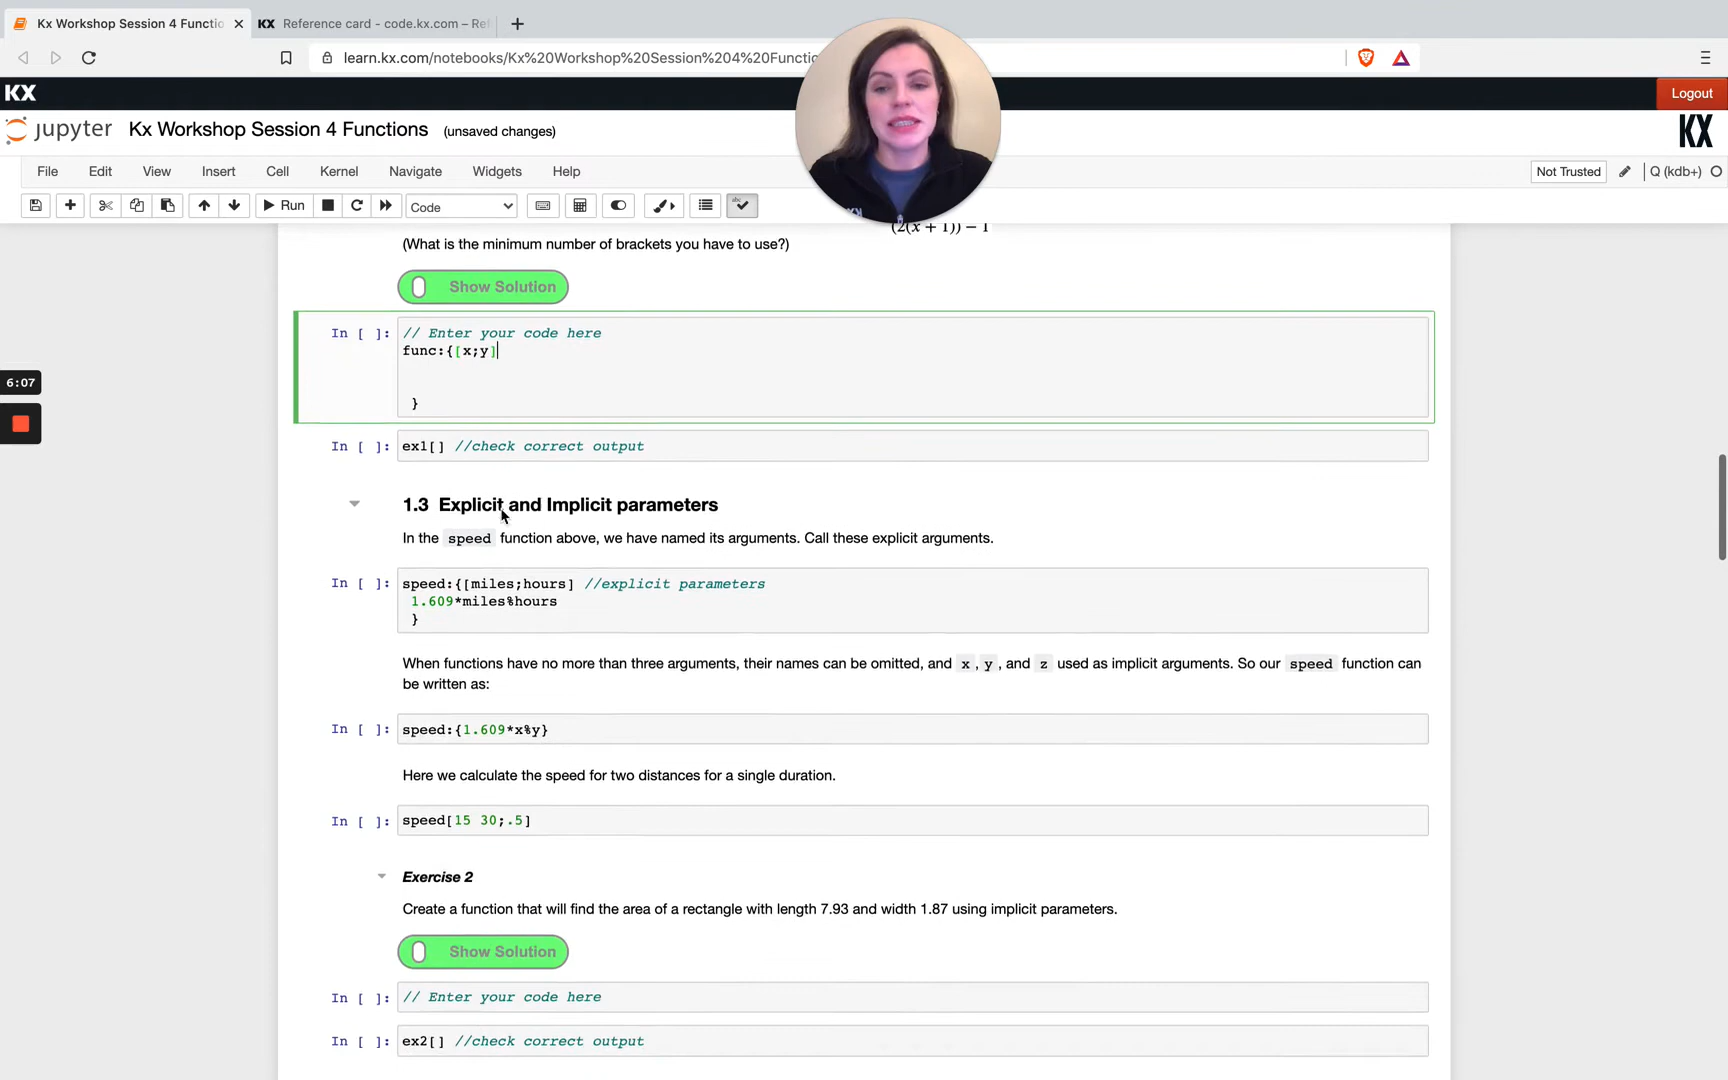 Kx Workshop Session 4 Functio
KX Reference card - code.kx.com – Ref
learn.kx.com/notebooks/Kx%20Workshop%20Session%204%20Functio
KX
Logout
jupyter Kx Workshop Session 4 Functions (unsaved changes)
KX
File Edit View Insert Cell Kernel Navigate Widgets Help
Not Trusted Q (kdb+)
Run Code
(2(x + 1)) − 1
(What is the minimum number of brackets you have to use?)
Show Solution
In [ ]: // Enter your code here
func:{[x;y]
}
6:07
In [ ]: ex1[] //check correct output
1.3 Explicit and Implicit parameters
In the speed function above, we have named its arguments. Call these explicit arguments.
In [ ]: speed:{[miles;hours] //explicit parameters
1.609*miles%hours
}
When functions have no more than three arguments, their names can be omitted, and x, y, and z used as implicit arguments. So our speed function can
be written as:
In [ ]: speed:{1.609*x%y}
Here we calculate the speed for two distances for a single duration.
In [ ]: speed[15 30;.5]
Exercise 2
Create a function that will find the area of a rectangle with length 7.93 and width 1.87 using implicit parameters.
Show Solution
In [ ]: // Enter your code here
In [ ]: ex2[] //check correct output